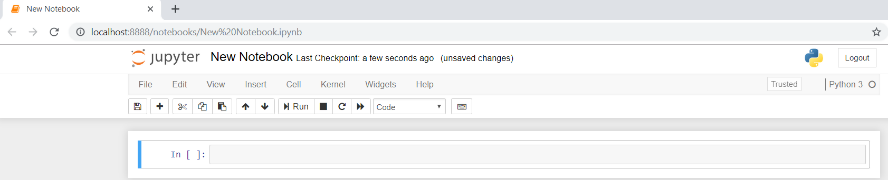 New Notebook
localhost:8888/notebooks/New%20Notebook.ipynb
jupyter New Notebook Last Checkpoint: a few seconds ago (unsaved changes) Logout
File Edit View Insert Cell Kernel Widgets Help Trusted Python 3
Run Code
In [ ]: